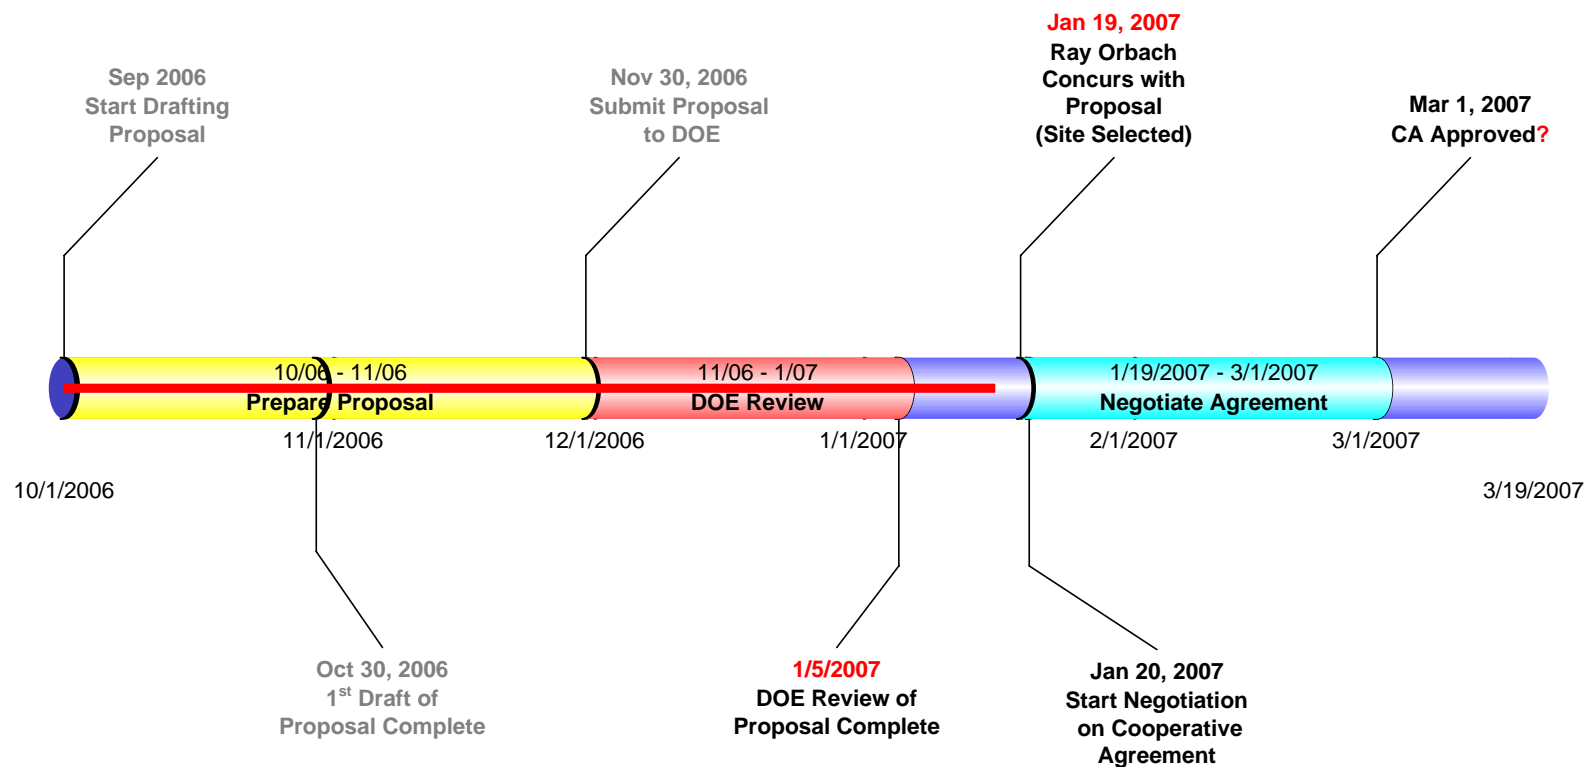 Jan 19, 2007
Ray Orbach
Concurs with
Proposal
(Site Selected)
Sep 2006
Start Drafting
Proposal
Nov 30, 2006
Submit Proposal
to DOE
Mar 1, 2007
CA Approved?
10/06 - 11/06
Prepare Proposal
11/06 - 1/07
DOE Review
1/19/2007 - 3/1/2007
Negotiate Agreement
11/1/2006
12/1/2006
1/1/2007
2/1/2007
3/1/2007
10/1/2006
3/19/2007
Oct 30, 2006
1st Draft of
Proposal Complete
1/5/2007
DOE Review of
Proposal Complete
Jan 20, 2007
Start Negotiation
on Cooperative
Agreement